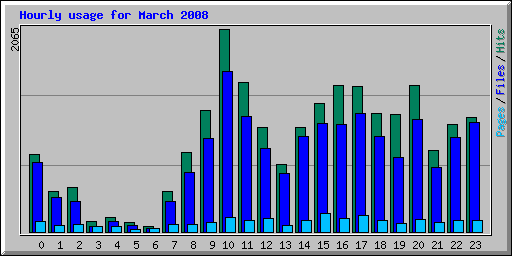 Hourly usage for March 2008
2065
Pages/Files/Hits
0 1 2 3 4 5 6 7 8 9 10 11 12 13 14 15 16 17 18 19 20 21 22 23